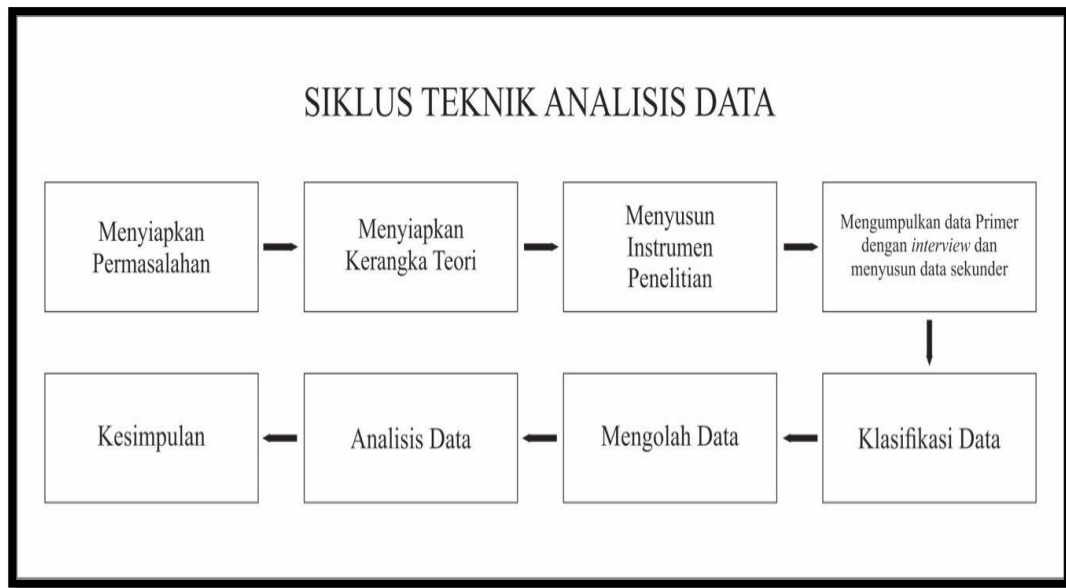 SIKLUS TEKNIK ANALISIS DATA
Menyiapkan
Permasalahan
Menyiapkan
Kerangka Teori
Menyusun
Instrumen
Penelitian
Mengumpulkan data Primer
dengan interview dan
menyusun data sekunder
Klasifikasi Data
Mengolah Data
Analisis Data
Kesimpulan